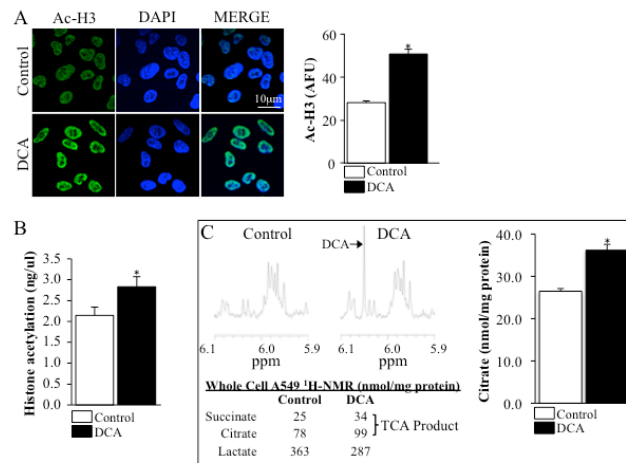 A
Ac-H3 DAPI MERGE
Control
10µm
DCA
Ac-H3 (AFU)
60
40
20
0
*
Control
DCA
B
Histone acetylation (ng/ul)
3.5
3.0
2.5
2.0
1.5
1.0
0.5
0.0
*
Control
DCA
C
Control DCA
DCA
6.1 6.0 5.9 6.1 6.0 5.9
ppm ppm
Whole Cell A549 ¹H-NMR (nmol/mg protein)
Control DCA
Succinate 25 34
Citrate 78 99
TCA Product
Lactate 363 287
Citrate (nmol/mg protein)
40.0
30.0
20.0
10.0
0.0
*
Control
DCA